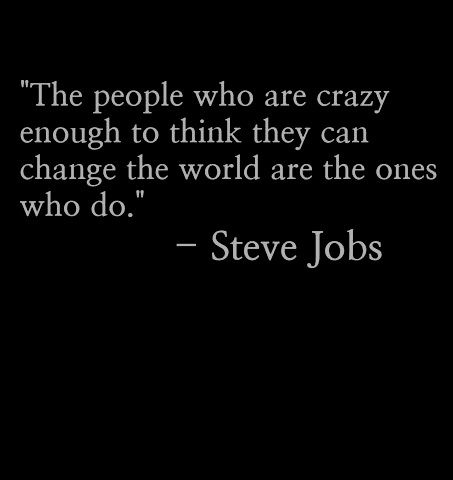 "The people who are crazy
enough to think they can
change the world are the ones
who do."
– Steve Jobs